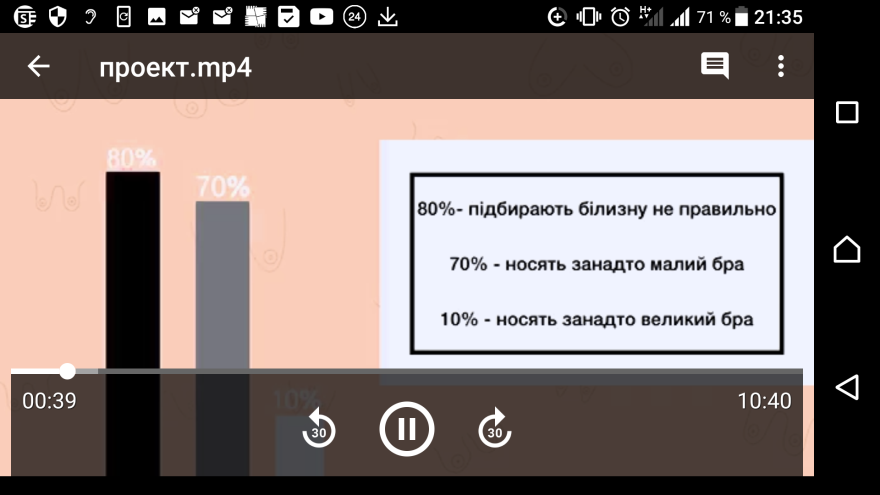 24
H+
71 %
21:35
проект.mp4
80%
70%
80%- підбирають білизну не правильно
70% - носять занадто малий бра
10% - носять занадто великий бра
10%
00:39
10:40
30
30